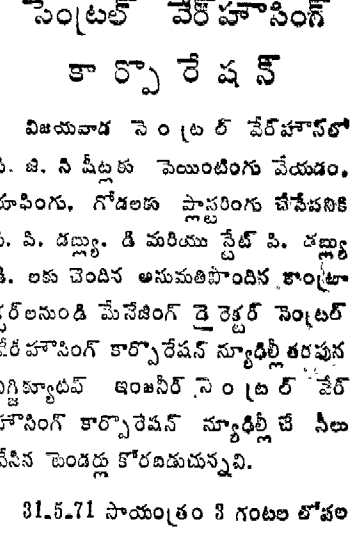 సెంట్రల్ వేర్‌హౌసింగ్
కార్పొరేషన్
విజయవాడ సెంట్రల్ వేర్‌హౌస్‌లో
సి. జి. సి షీట్లకు పెయింటింగు వేయడం,
రూఫింగు, గోడలకు ప్లాస్టరింగు చేసేపనికి
సి. పి. డబ్ల్యు. డి మరియు స్టేట్ పి. డబ్ల్యు
డి. లకు చెందిన అనుమతిపొందిన కాంట్రా
క్టర్‌లనుండి మేనేజింగ్ డైరెక్టర్ సెంట్రల్
వేర్‌హౌసింగ్ కార్పొరేషన్ న్యూఢిల్లీ తరపున
ఎగ్జిక్యూటివ్ ఇంజనీర్ సెంట్రల్ వేర్
హౌసింగ్ కార్పొరేషన్ న్యూఢిల్లీ చే సీలు
వేసిన టెండర్లు కోరబడుచున్నవి.
31-5-71 సాయంత్రం 3 గంటల లోపల